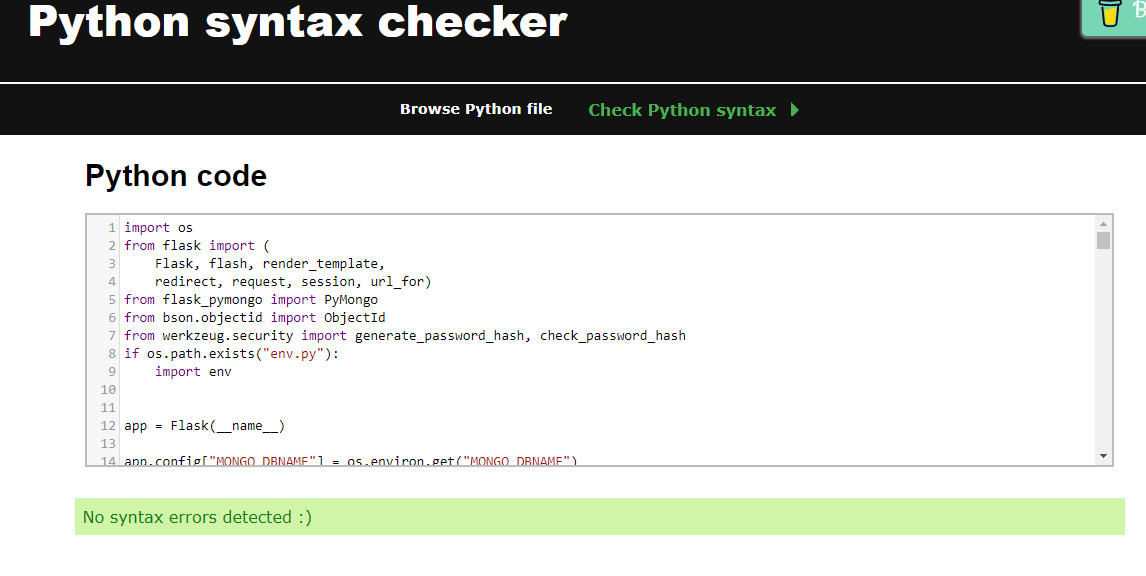 Python syntax checker
B
Browse Python file
Check Python syntax
Python code
1 import os
2 from flask import (
3     Flask, flash, render_template,
4     redirect, request, session, url_for)
5 from flask_pymongo import PyMongo
6 from bson.objectid import ObjectId
7 from werkzeug.security import generate_password_hash, check_password_hash
8 if os.path.exists("env.py"):
9     import env
10
11
12 app = Flask(__name__)
13
14 app.config["MONGO_DBNAME"] = os.environ.get("MONGO_DBNAME")
No syntax errors detected :)